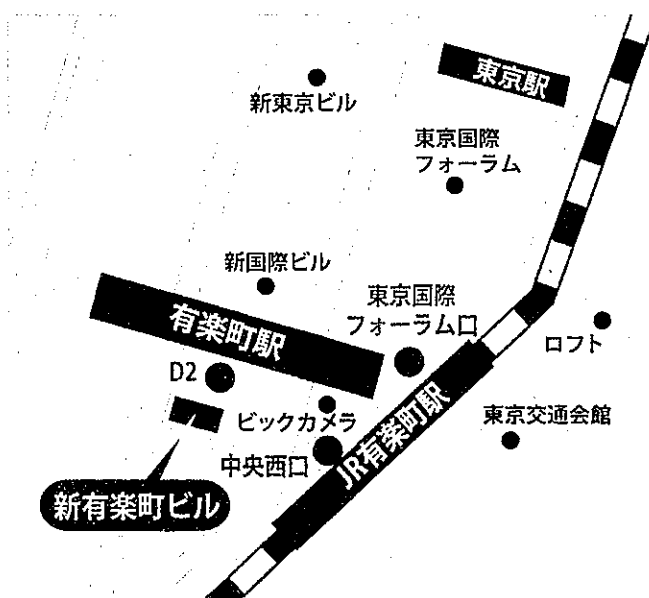 東京駅
新東京ビル
東京国際
フォーラム
新国際ビル
東京国際
フォーラム口
有楽町駅
ロフト
D2
ビックカメラ
東京交通会館
JR有楽町駅
中央西口
新有楽町ビル